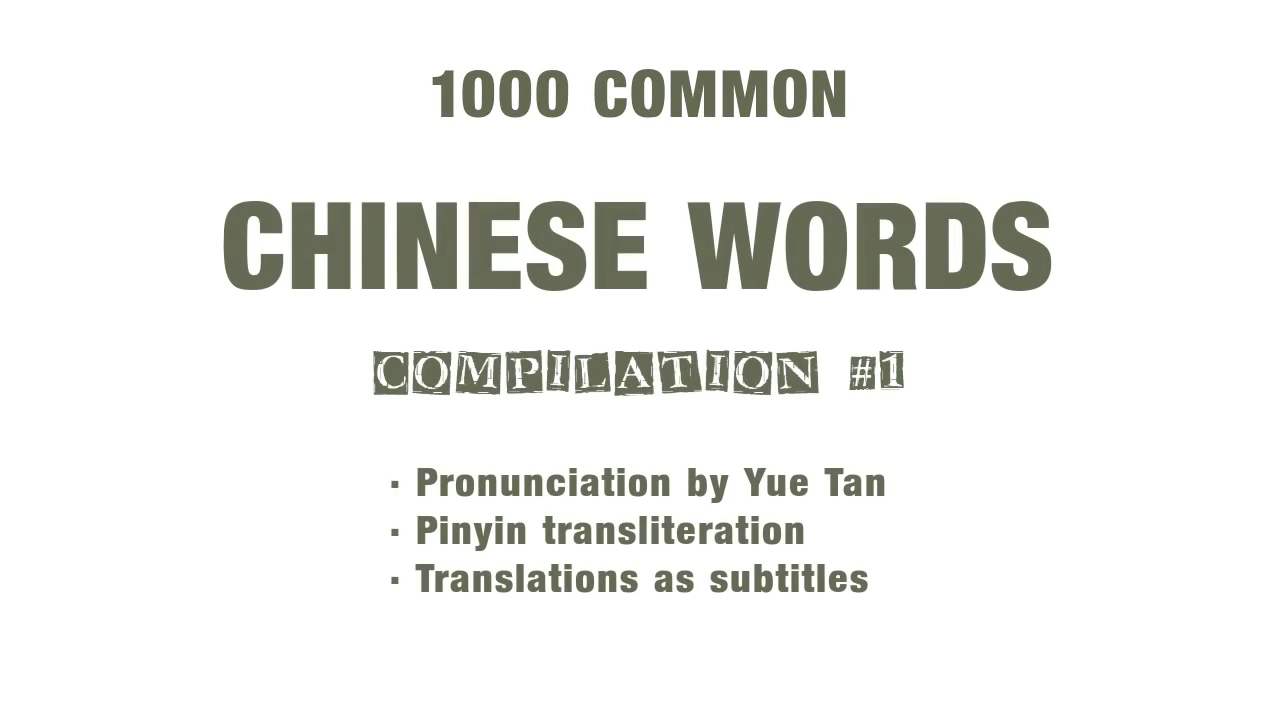 1000 COMMON
CHINESE WORDS
COMPILATION #1
· Pronunciation by Yue Tan
· Pinyin transliteration
· Translations as subtitles